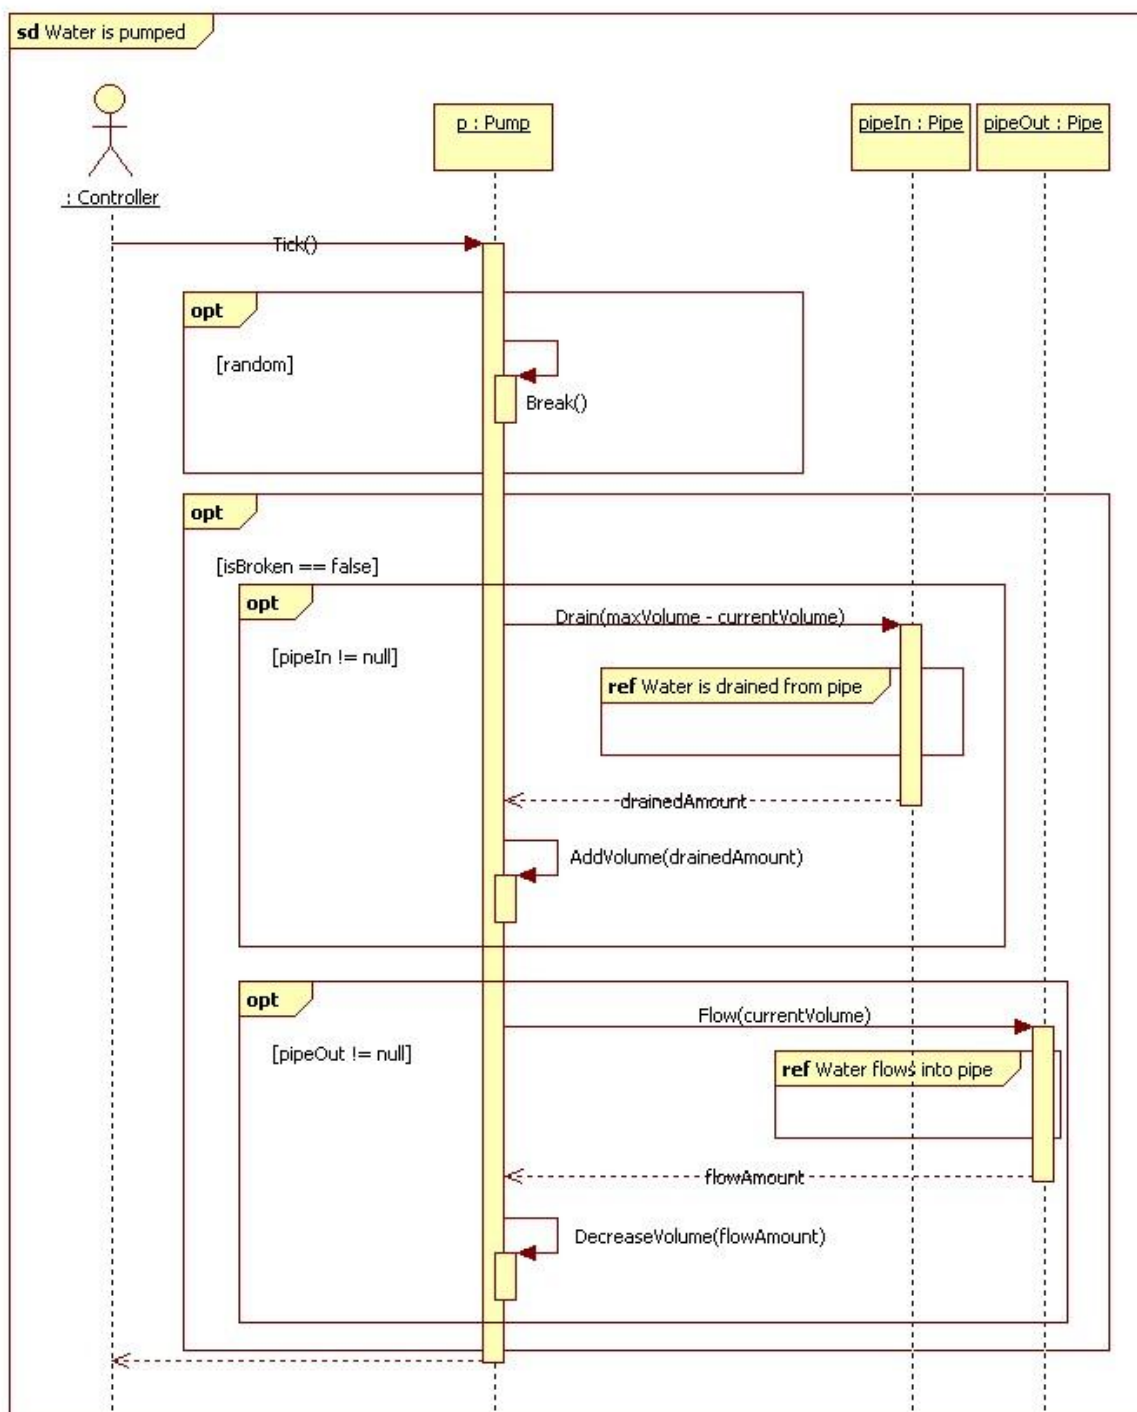 sd Water is pumped
p : Pump
pipeIn : Pipe
pipeOut : Pipe
: Controller
Tick()
opt
[random]
Break()
opt
[isBroken == false]
opt
Drain(maxVolume - currentVolume)
[pipeIn != null]
ref Water is drained from pipe
drainedAmount
AddVolume(drainedAmount)
opt
Flow(currentVolume)
[pipeOut != null]
ref Water flows into pipe
flowAmount
DecreaseVolume(flowAmount)